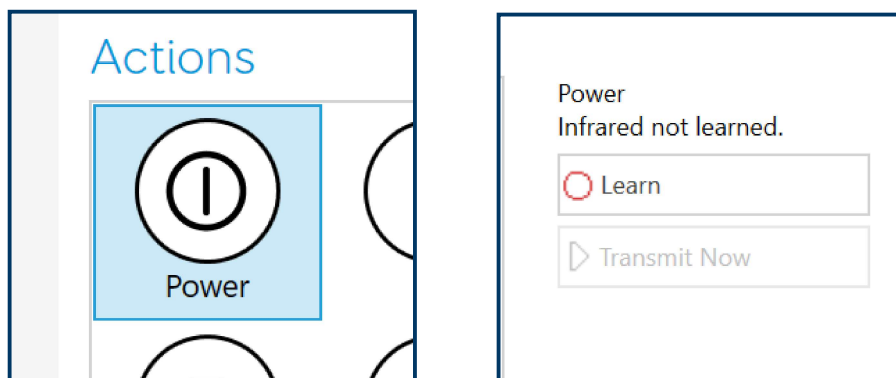 Actions
Power
Power
Infrared not learned.
Learn
Transmit Now